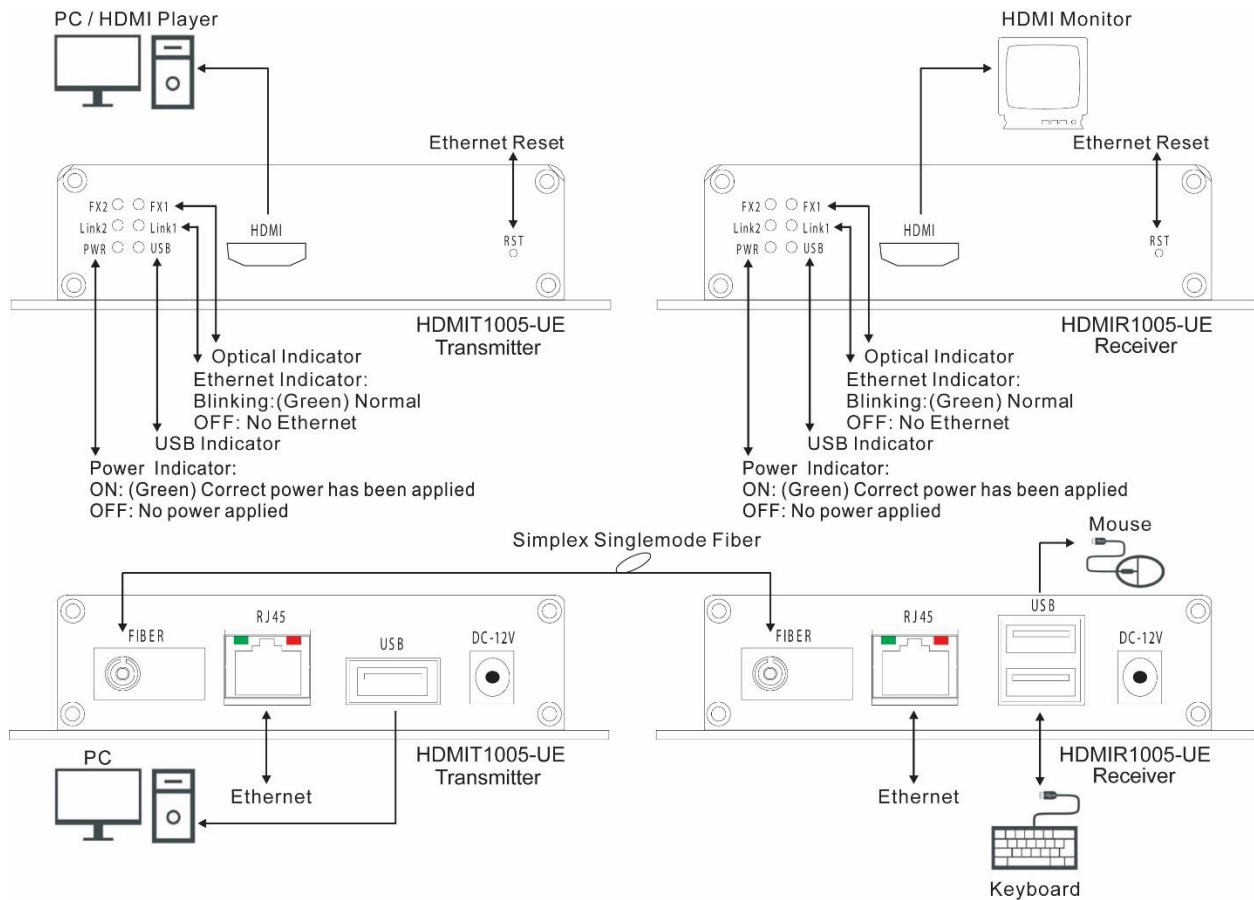 PC / HDMI Player
HDMI Monitor
Ethernet Reset
Ethernet Reset
FX2 FX1
Link2 Link1
PWR USB
HDMI
RST
FX2 FX1
Link2 Link1
PWR USB
HDMI
RST
HDMIT1005-UE
Transmitter
HDMIR1005-UE
Receiver
Optical Indicator
Ethernet Indicator:
Blinking:(Green) Normal
OFF: No Ethernet
USB Indicator
Power Indicator:
ON: (Green) Correct power has been applied
OFF: No power applied
Optical Indicator
Ethernet Indicator:
Blinking:(Green) Normal
OFF: No Ethernet
USB Indicator
Power Indicator:
ON: (Green) Correct power has been applied
OFF: No power applied
Mouse
Simplex Singlemode Fiber
FIBER
RJ45
USB
DC-12V
FIBER
RJ45
USB
DC-12V
HDMIT1005-UE
Transmitter
HDMIR1005-UE
Receiver
PC
Ethernet
Ethernet
Keyboard